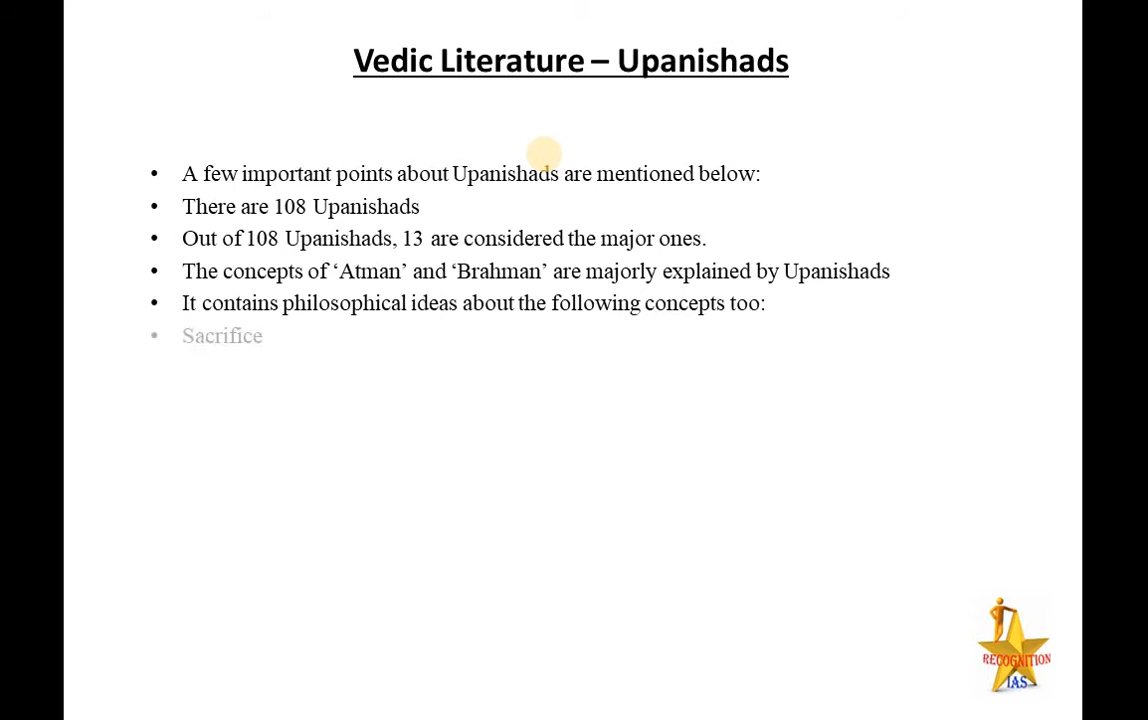 Vedic Literature – Upanishads
• A few important points about Upanishads are mentioned below:
• There are 108 Upanishads
• Out of 108 Upanishads, 13 are considered the major ones.
• The concepts of ‘Atman’ and ‘Brahman’ are majorly explained by Upanishads
• It contains philosophical ideas about the following concepts too:
• Sacrifice
RECOGNITION
IAS